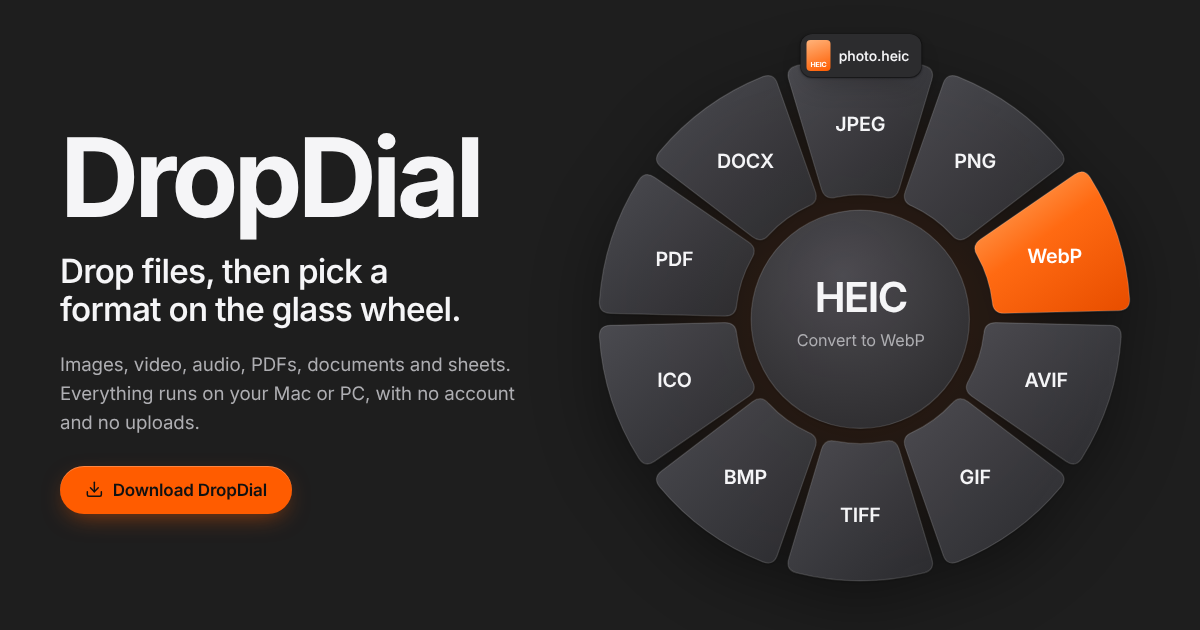 DropDial
Drop files, then pick a
format on the glass wheel.
Images, video, audio, PDFs, documents and sheets.
Everything runs on your Mac or PC, with no account
and no uploads.
Download DropDial
HEIC
photo.heic
JPEG
PNG
WebP
AVIF
GIF
TIFF
BMP
ICO
PDF
DOCX
HEIC
Convert to WebP